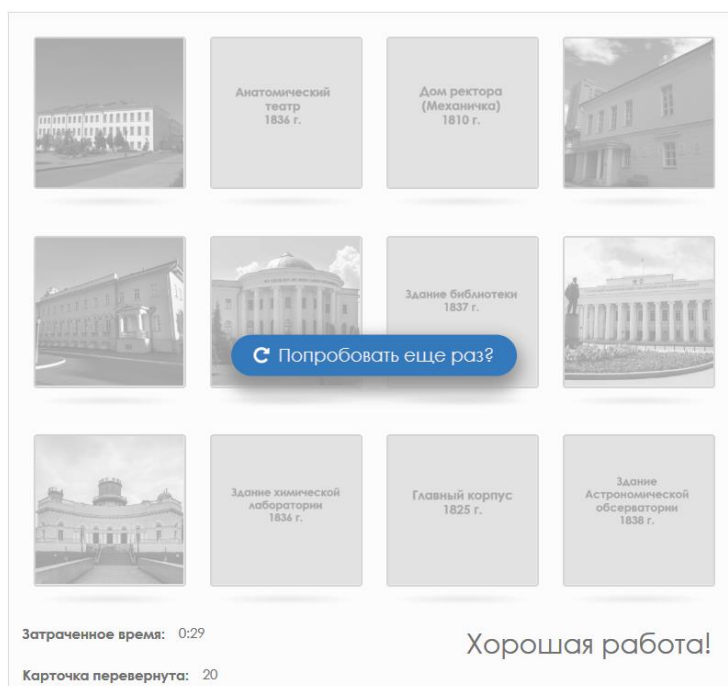 Анатомический
театр
1836 г.
Дом ректора
(Механичка)
1810 г.
Здание библиотеки
1837 г.
Попробовать еще раз?
Здание химической
лаборатории
1836 г.
Главный корпус
1825 г.
Здание
Астрономической
обсерватории
1838 г.
Затраченное время: 0:29
Хорошая работа!
Карточка перевернута: 20